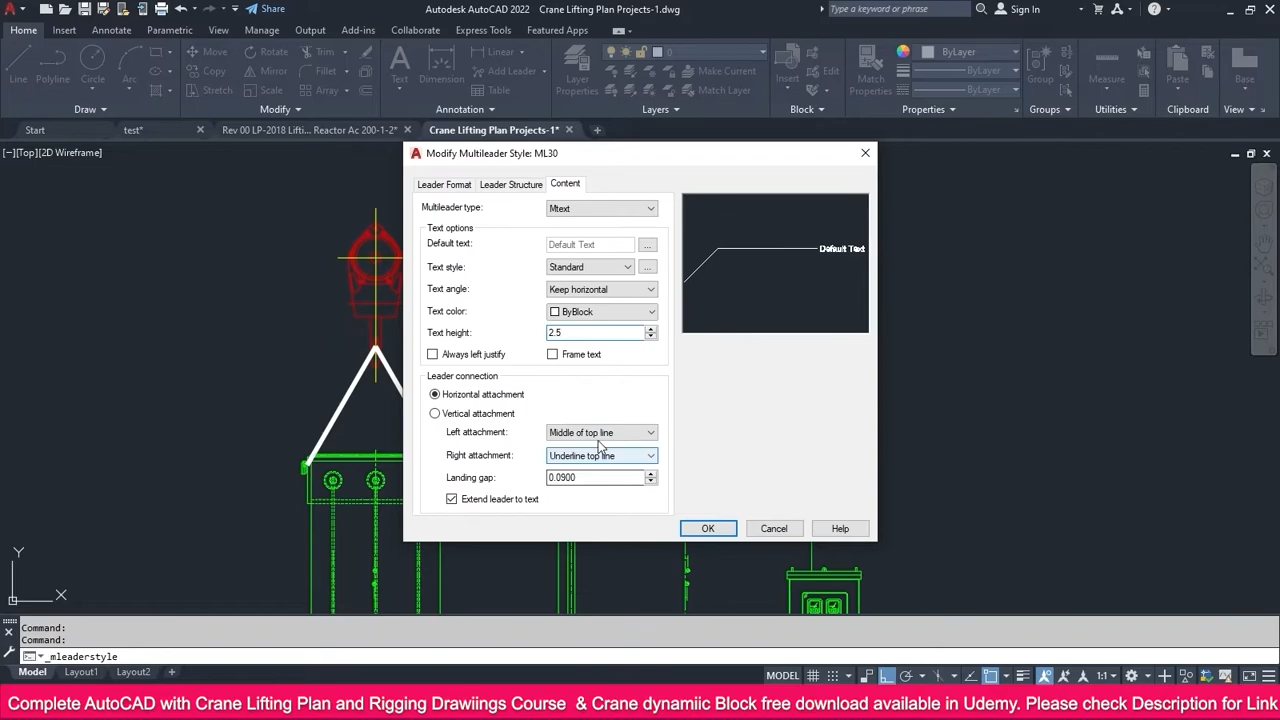 Share
Autodesk AutoCAD 2022 Crane Lifting Plan Projects-1.dwg
Type a keyword or phrase
Sign In
Home Insert Annotate Parametric View Manage Output Add-ins Collaborate Express Tools Featured Apps
Line Polyline Circle Arc
Move Rotate Trim
Copy Mirror Fillet
Stretch Scale Array
Text Dimension
Linear
Add Leader
Table
Layer Properties
0
Make Current
Match Layer
Insert
Edit
Match Properties
ByLayer
ByLayer
ByLayer
Group Measure Paste Base
Draw Modify Annotation Layers Block Properties Groups Utilities Clipboard View
Start test* Rev 00 LP-2018 Lifti... Reactor Ac 200-1-2* Crane Lifting Plan Projects-1*
[−][Top][2D Wireframe]
Modify Multileader Style: ML30
Leader Format Leader Structure Content
Multileader type: Mtext
Text options
Default text: Default Text ...
Text style: Standard ...
Text angle: Keep horizontal
Text color: ByBlock
Text height: 2.5
Always left justify Frame text
Leader connection
Horizontal attachment
Vertical attachment
Left attachment: Middle of top line
Right attachment: Underline top line
Landing gap: 0.0900
Extend leader to text
Default Text
OK Cancel Help
Y
X
Command:
Command:
_mleaderstyle
Model Layout1 Layout2 +
MODEL 1:1
Complete AutoCAD with Crane Lifting Plan and Rigging Drawiings Course & Crane dynamiic Block free download available in Udemy. Please check Description for Link